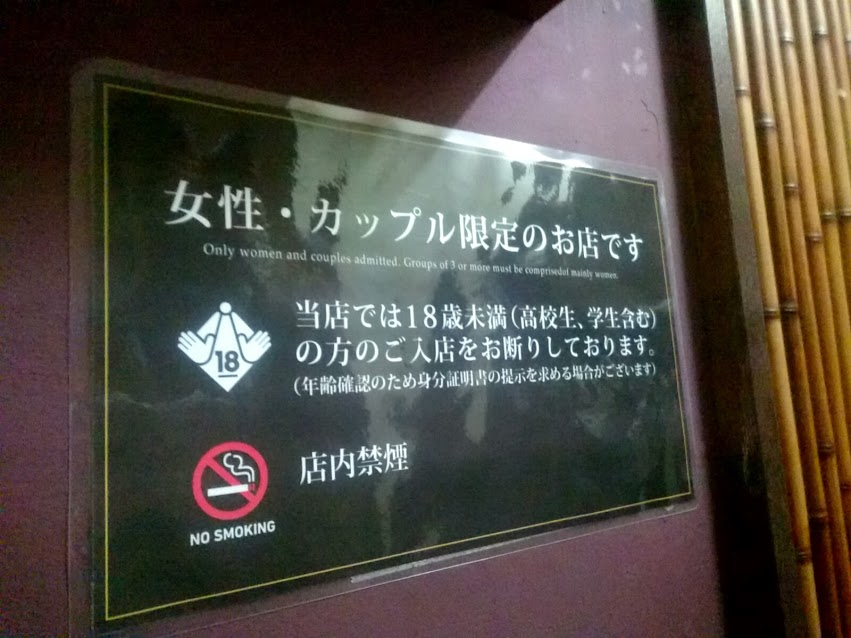 女性・カップル限定のお店です
Only women and couples admitted. Groups of 3 or more must be comprisedof mainly women.
当店では18歳未満(高校生、学生含む)
の方のご入店をお断りしております。
(年齢確認のため身分証明書の提示を求める場合がございます)
18
店内禁煙
NO SMOKING